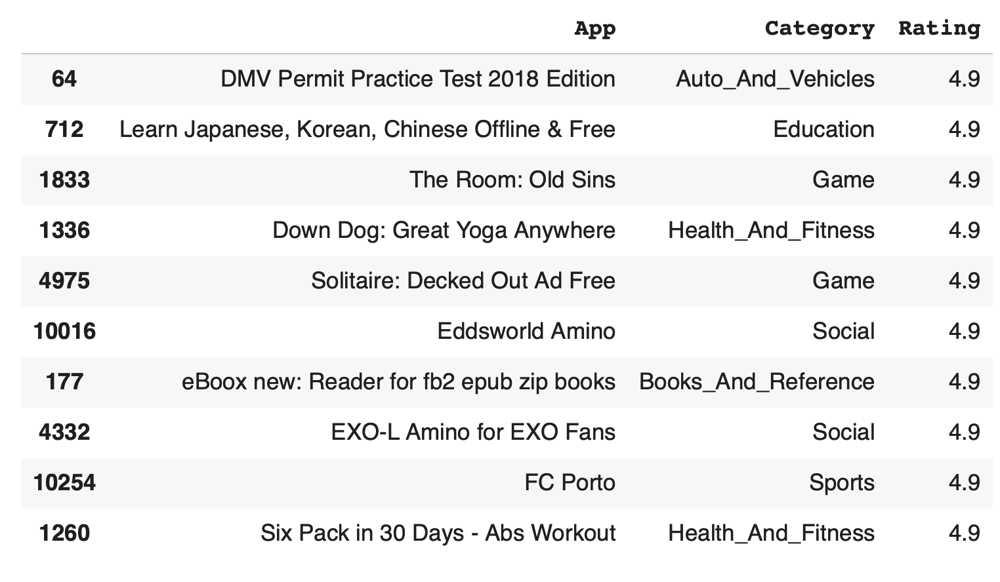 App Category Rating
64 DMV Permit Practice Test 2018 Edition Auto_And_Vehicles 4.9
712 Learn Japanese, Korean, Chinese Offline & Free Education 4.9
1833 The Room: Old Sins Game 4.9
1336 Down Dog: Great Yoga Anywhere Health_And_Fitness 4.9
4975 Solitaire: Decked Out Ad Free Game 4.9
10016 Eddsworld Amino Social 4.9
177 eBoox new: Reader for fb2 epub zip books Books_And_Reference 4.9
4332 EXO-L Amino for EXO Fans Social 4.9
10254 FC Porto Sports 4.9
1260 Six Pack in 30 Days - Abs Workout Health_And_Fitness 4.9